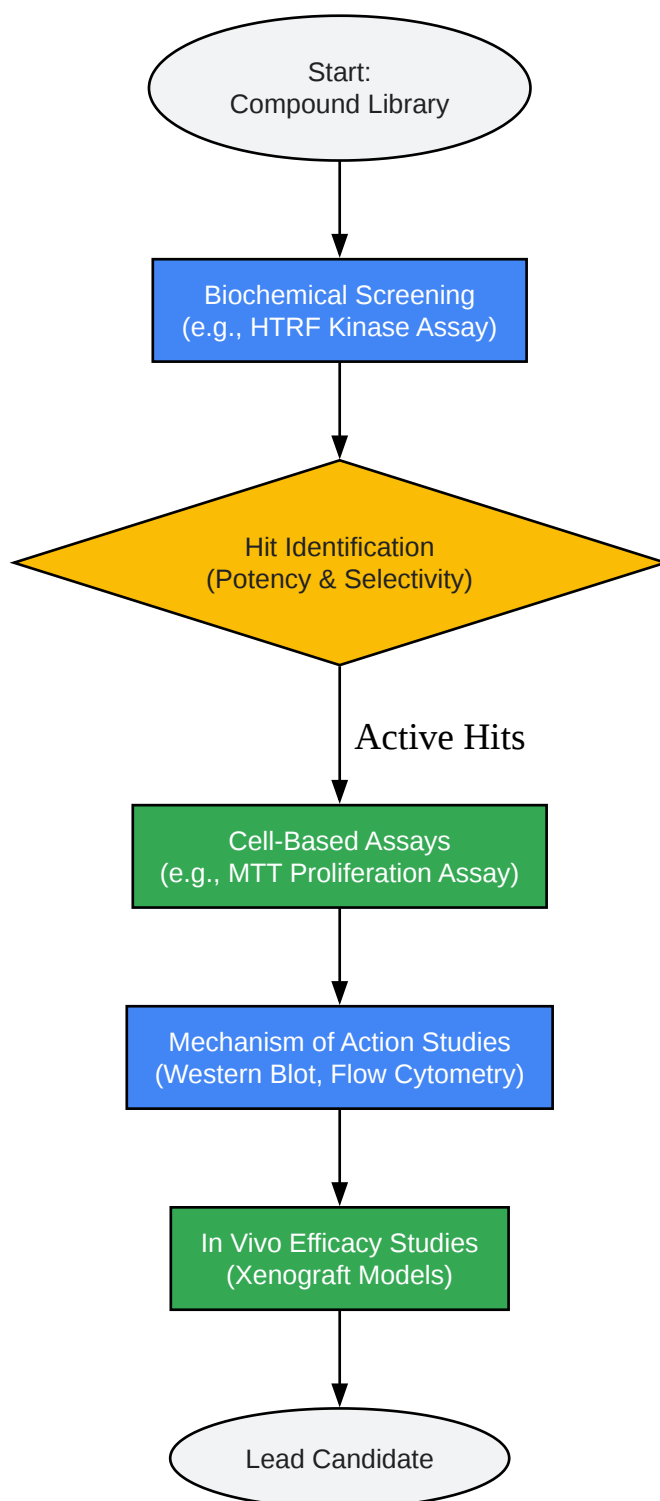 Start:
Compound Library
Biochemical Screening
(e.g., HTRF Kinase Assay)
Hit Identification
(Potency & Selectivity)
Active Hits
Cell-Based Assays
(e.g., MTT Proliferation Assay)
Mechanism of Action Studies
(Western Blot, Flow Cytometry)
In Vivo Efficacy Studies
(Xenograft Models)
Lead Candidate